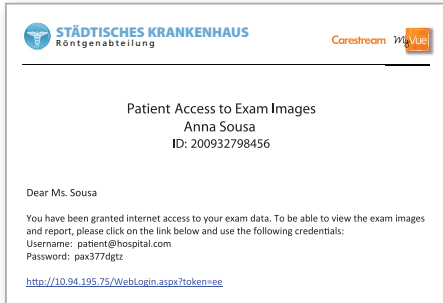 STÄDTISCHES KRANKENHAUS
Röntgenabteilung
Carestream MyVue
Patient Access to Exam Images
Anna Sousa
ID: 200932798456
Dear Ms. Sousa
You have been granted internet access to your exam data. To be able to view the exam images
and report, please click on the link below and use the following credentials:
Username: patient@hospital.com
Password: pax377dgtz
http://10.94.195.75/WebLogin.aspx?token=ee